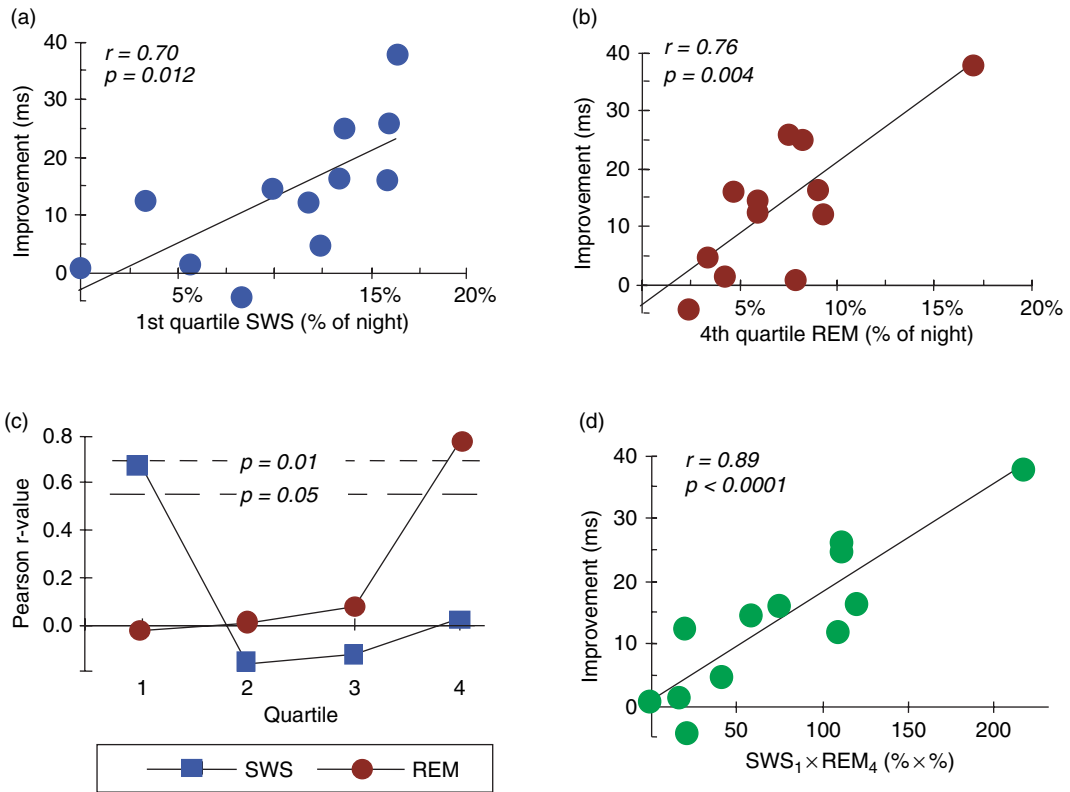 (a)
r = 0.70
p = 0.012
Improvement (ms)
40
30
20
10
0
5%
15%
20%
1st quartile SWS (% of night)
(b)
r = 0.76
p = 0.004
Improvement (ms)
40
30
20
10
0
5%
10%
15%
20%
4th quartile REM (% of night)
(c)
Pearson r-value
0.8
0.6
0.4
0.2
0.0
p = 0.01
p = 0.05
1 2 3 4
Quartile
SWS REM
(d)
r = 0.89
p < 0.0001
Improvement (ms)
40
30
20
10
0
50 100 150 200
SWS₁ × REM₄ (% × %)